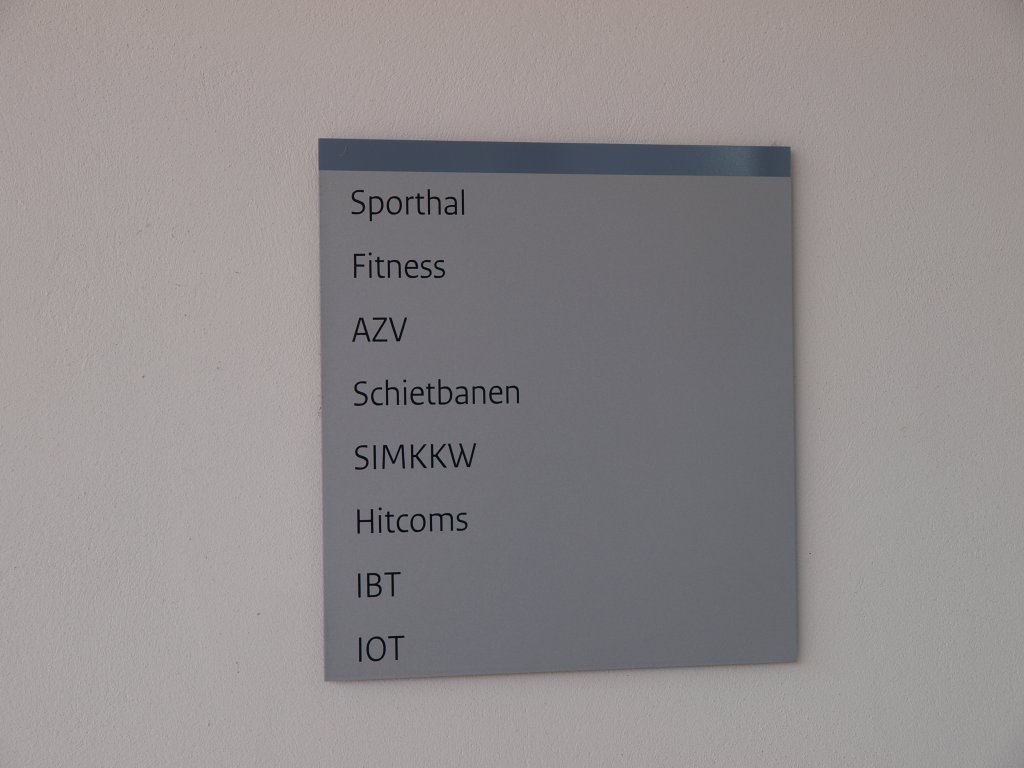 Sporthal
Fitness
AZV
Schietbanen
SIMKKW
Hitcoms
IBT
IOT